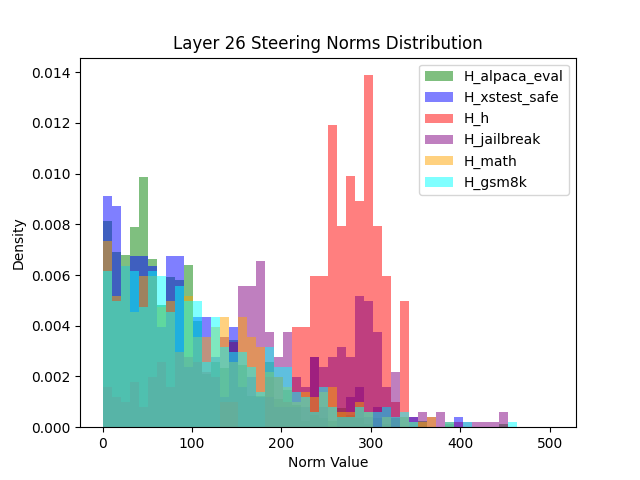 Layer 26 Steering Norms Distribution
0.014
0.012
0.010
0.008
0.006
0.004
0.002
0.000
Density
H_alpaca_eval
H_xstest_safe
H_h
H_jailbreak
H_math
H_gsm8k
0 100 200 300 400 500
Norm Value